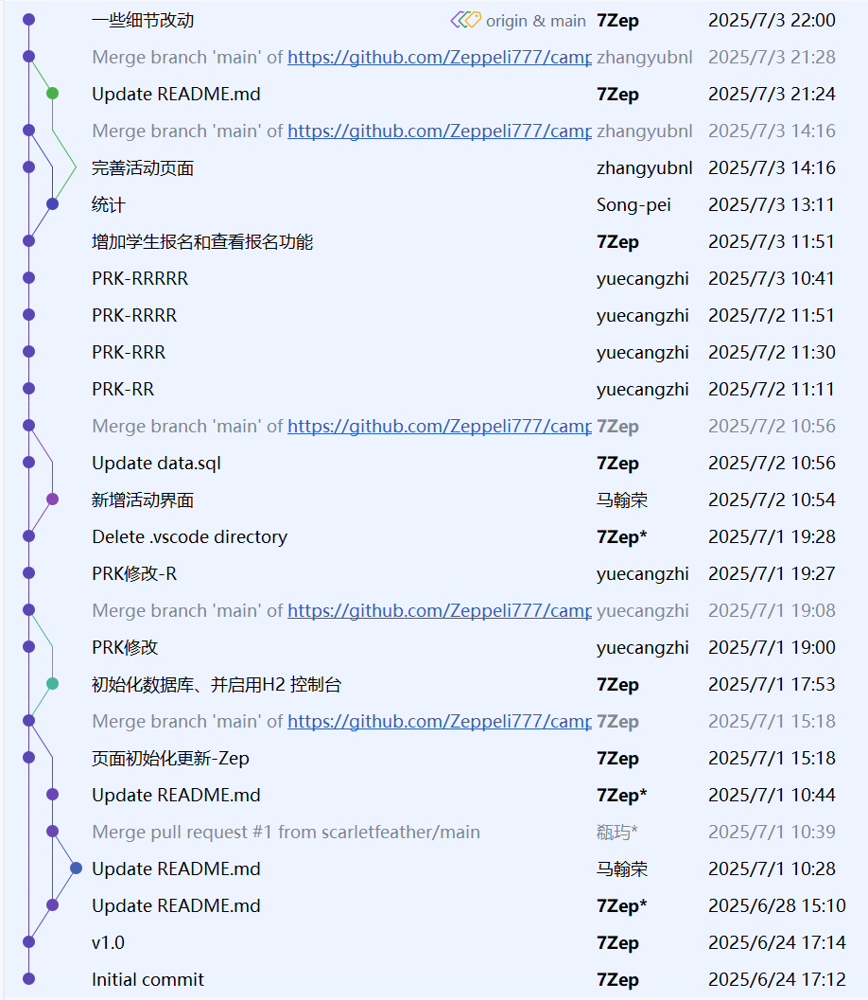 一些细节改动 origin & main 7Zep 2025/7/3 22:00
Merge branch 'main' of https://github.com/Zeppeli777/camp zhangyubnl 2025/7/3 21:28
Update README.md 7Zep 2025/7/3 21:24
Merge branch 'main' of https://github.com/Zeppeli777/camp zhangyubnl 2025/7/3 14:16
完善活动页面 zhangyubnl 2025/7/3 14:16
统计 Song-pei 2025/7/3 13:11
增加学生报名和查看报名功能 7Zep 2025/7/3 11:51
PRK-RRRRR yuecangzhi 2025/7/3 10:41
PRK-RRRR yuecangzhi 2025/7/2 11:51
PRK-RRR yuecangzhi 2025/7/2 11:30
PRK-RR yuecangzhi 2025/7/2 11:11
Merge branch 'main' of https://github.com/Zeppeli777/camp 7Zep 2025/7/2 10:56
Update data.sql 7Zep 2025/7/2 10:56
新增活动界面 马翰荣 2025/7/2 10:54
Delete .vscode directory 7Zep* 2025/7/1 19:28
PRK修改-R yuecangzhi 2025/7/1 19:27
Merge branch 'main' of https://github.com/Zeppeli777/camp yuecangzhi 2025/7/1 19:08
PRK修改 yuecangzhi 2025/7/1 19:00
初始化数据库、并启用H2 控制台 7Zep 2025/7/1 17:53
Merge branch 'main' of https://github.com/Zeppeli777/camp 7Zep 2025/7/1 15:18
页面初始化更新-Zep 7Zep 2025/7/1 15:18
Update README.md 7Zep* 2025/7/1 10:44
Merge pull request #1 from scarletfeather/main 2025/7/1 10:39
Update README.md 马翰荣 2025/7/1 10:28
Update README.md 7Zep* 2025/6/28 15:10
v1.0 7Zep 2025/6/24 17:14
Initial commit 7Zep 2025/6/24 17:12